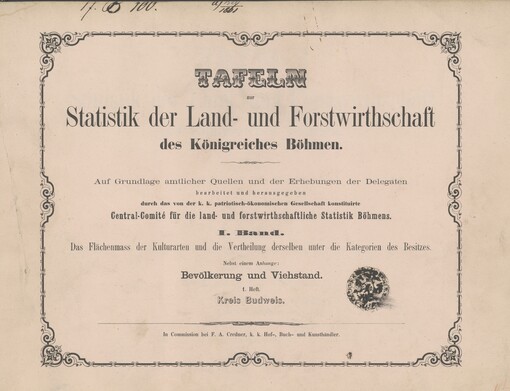 TAFELN
zur
Statistik der Land- und Forstwirthschaft
des Königreiches Böhmen.
Auf Grundlage amtlicher Quellen und der Erhebungen der Delegaten
bearbeitet und herausgegeben
durch das von der k. k. patriotisch-ökonomischen Gesellschaft konstituirte
Central-Comité für die land- und forstwirthschaftliche Statistik Böhmens.
I. Band.
Das Flächenmass der Kulturarten und die Vertheilung derselben unter die Kategorien des Besitzes.
Nebst einem Anhange:
Bevölkerung und Viehstand.
1. Heft.
Kreis Budweis.
In Commission bei F. A. Credner, k. k. Hof-, Buch- und Kunsthändler.